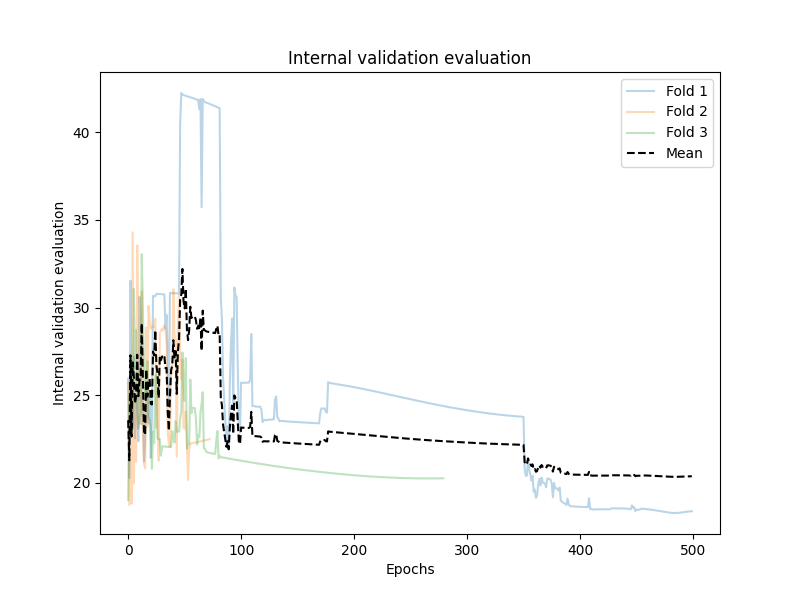 Internal validation evaluation
Fold 1
Fold 2
Fold 3
Mean
Internal validation evaluation
40
35
30
25
20
0 100 200 300 400 500
Epochs